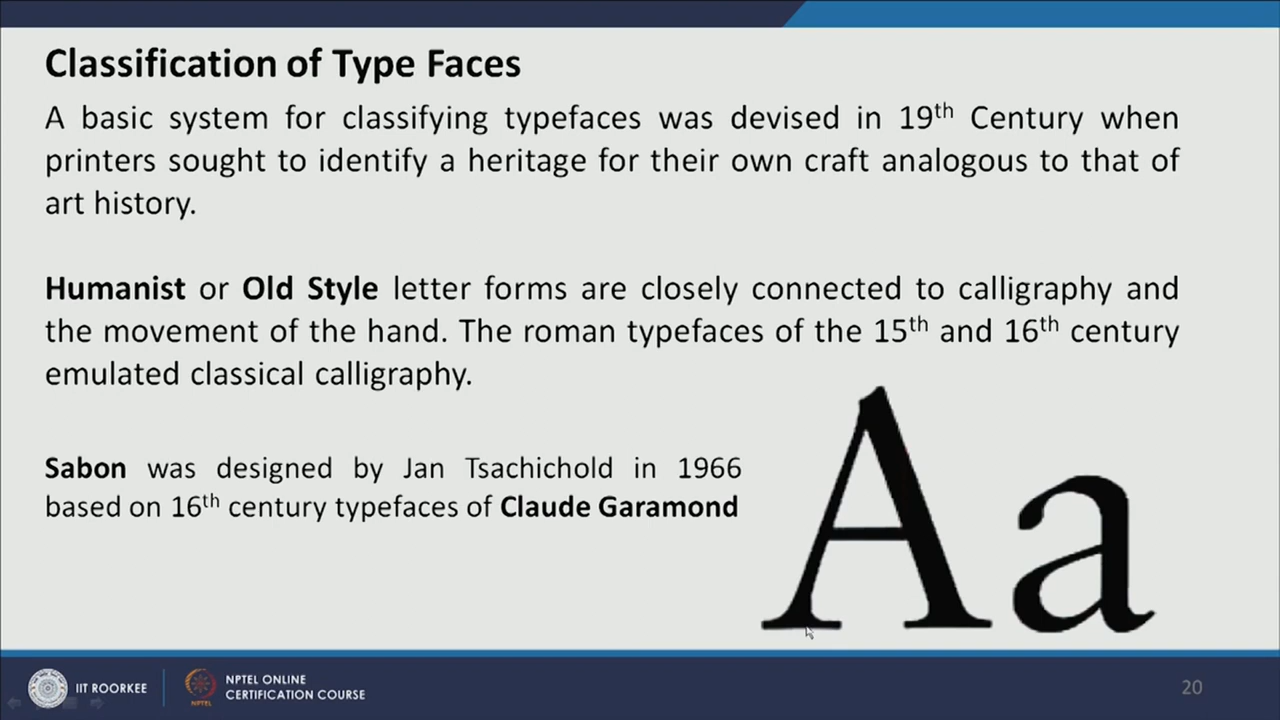 Classification of Type Faces
A basic system for classifying typefaces was devised in 19th Century when
printers sought to identify a heritage for their own craft analogous to that of
art history.
Humanist or Old Style letter forms are closely connected to calligraphy and
the movement of the hand. The roman typefaces of the 15th and 16th century
emulated classical calligraphy.
Sabon was designed by Jan Tsachichold in 1966
based on 16th century typefaces of Claude Garamond
Aa
IIT ROORKEE
NPTEL
NPTEL ONLINE
CERTIFICATION COURSE
20